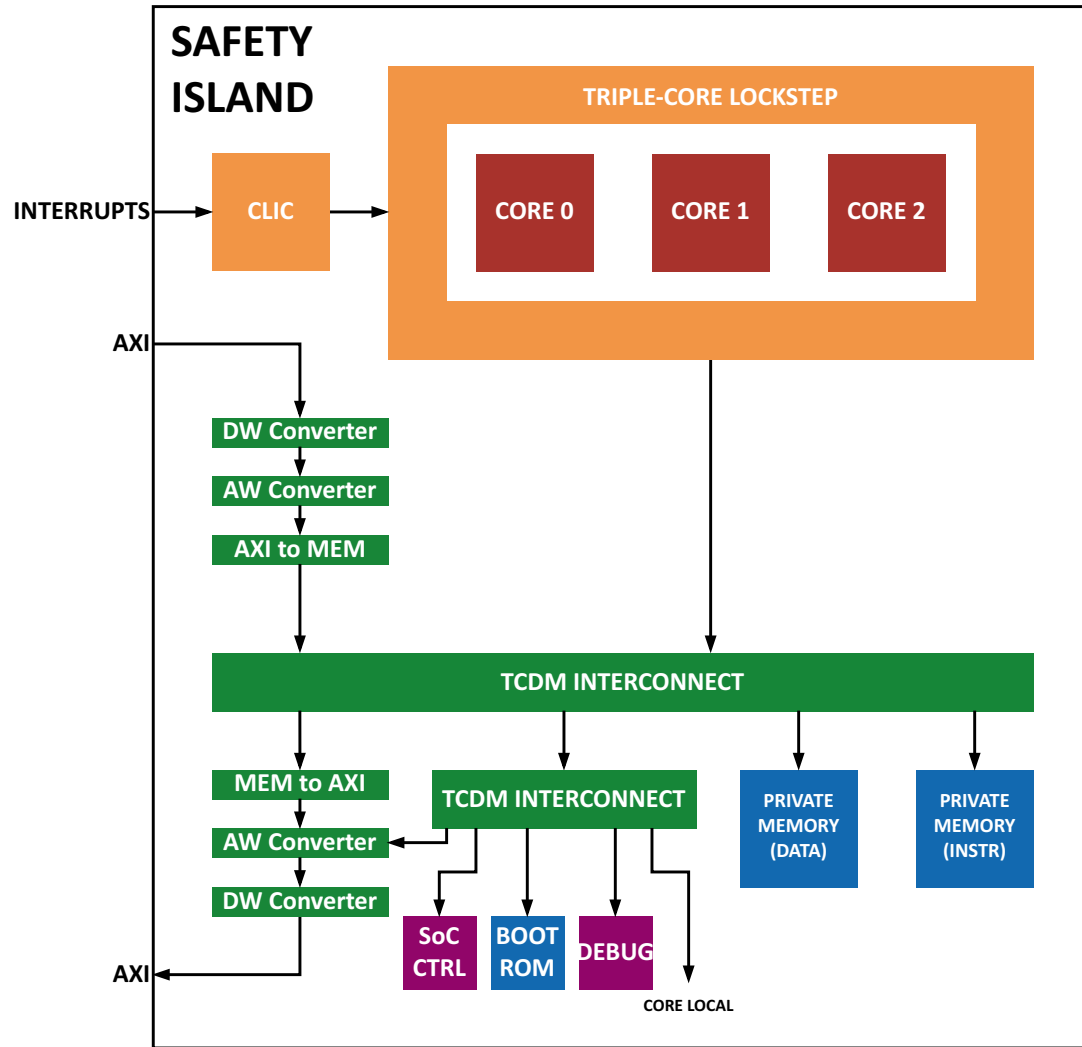 SAFETY
ISLAND
TRIPLE-CORE LOCKSTEP
INTERRUPTS
CLIC
CORE 0
CORE 1
CORE 2
AXI
DW Converter
AW Converter
AXI to MEM
TCDM INTERCONNECT
MEM to AXI
TCDM INTERCONNECT
PRIVATE
MEMORY
(DATA)
PRIVATE
MEMORY
(INSTR)
AW Converter
DW Converter
SoC
CTRL
BOOT
ROM
DEBUG
AXI
CORE LOCAL